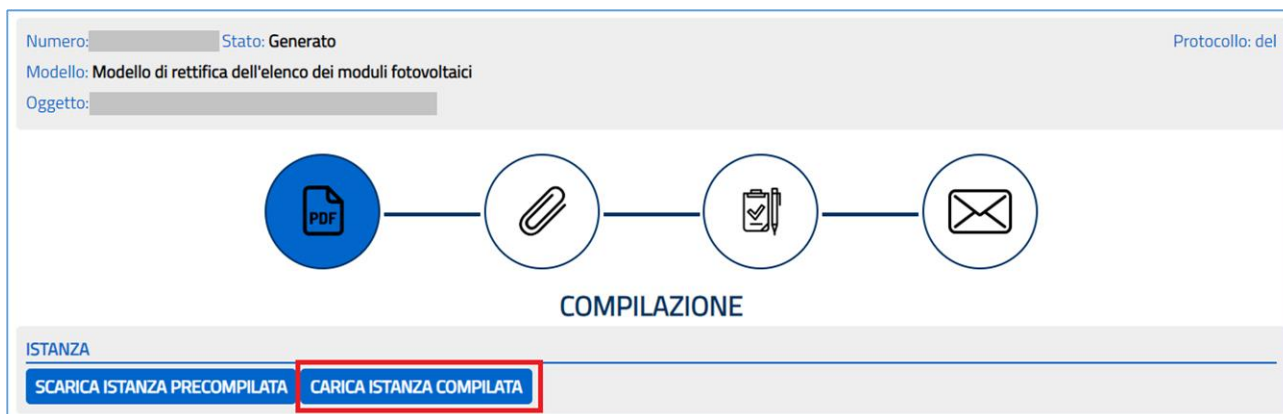 Numero: Stato: Generato Protocollo: del
Modello: Modello di rettifica dell'elenco dei moduli fotovoltaici
Oggetto:
PDF
COMPILAZIONE
ISTANZA
SCARICA ISTANZA PRECOMPILATA CARICA ISTANZA COMPILATA